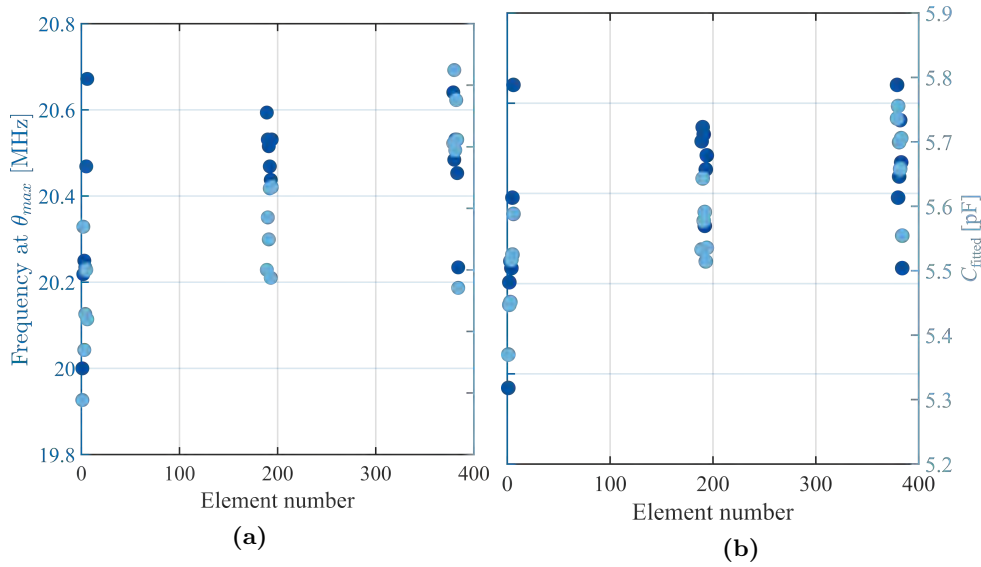 20.8
20.6
20.4
20.2
20
19.8
Frequency at θmax [MHz]
0 100 200 300 400
Element number
(a)
5.9
5.8
5.7
5.6
5.5
5.4
5.3
5.2
Cfitted [pF]
0 100 200 300 400
Element number
(b)